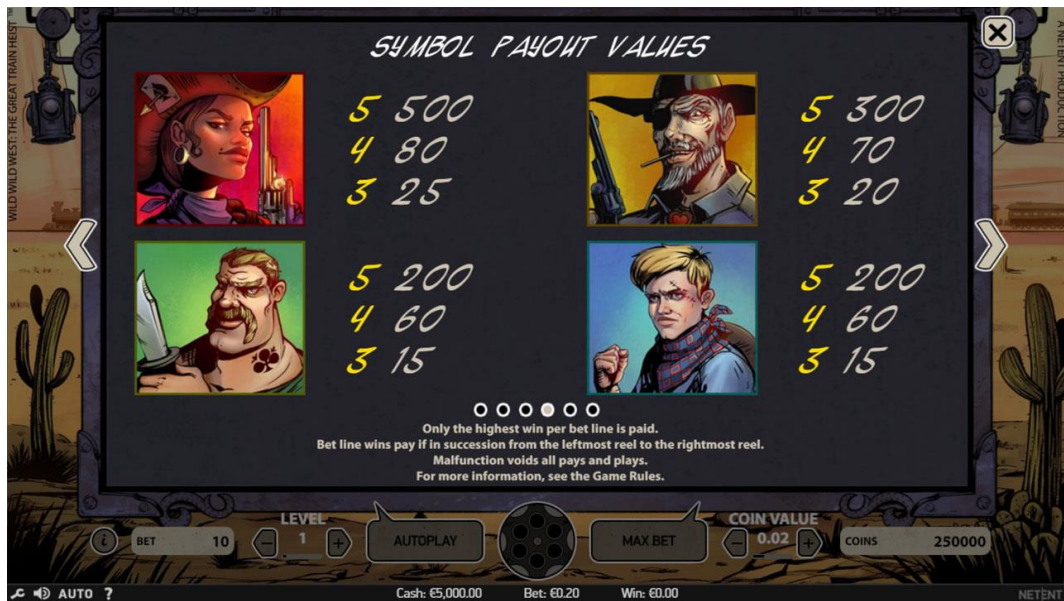 WILD WILD WEST: THE GREAT TRAIN HEIST™
A NETENT PRODUCTION
SYMBOL PAYOUT VALUES
5 500
4 80
3 25
5 300
4 70
3 20
5 200
4 60
3 15
5 200
4 60
3 15
Only the highest win per bet line is paid.
Bet line wins pay if in succession from the leftmost reel to the rightmost reel.
Malfunction voids all pays and plays.
For more information, see the Game Rules.
LEVEL
COIN VALUE
i BET 10 − 1 + AUTOPLAY MAX BET − 0.02 + COINS 250000
AUTO ? Cash: €5,000.00 Bet: €0.20 Win: €0.00 NETENT